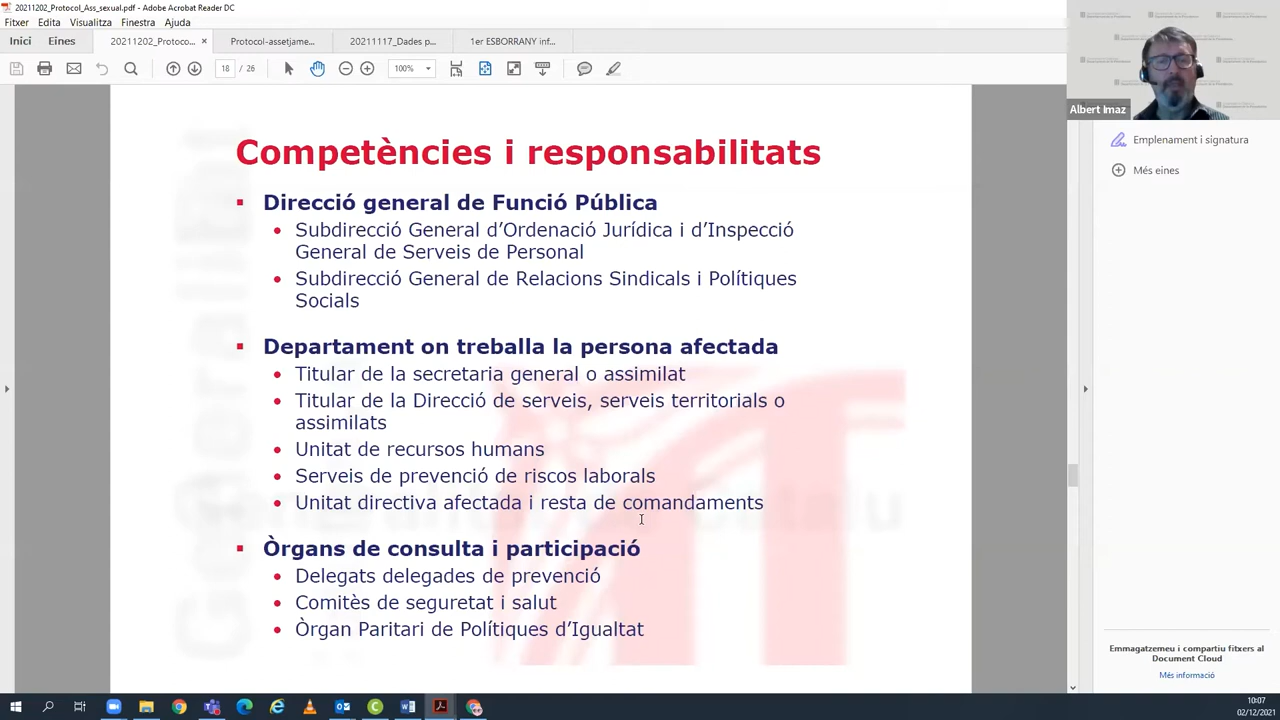 20211202_Protocol_Ass_sexual.pdf - Adobe Acrobat Reader DC
Fitxer Edita Visualitza Finestra Ajuda
Inici Eines 20211202_Protoco... × Protocol-assetjame... 20211117_Dades p... 1er ESBORRANY inf...
18 / 26 100%
Albert Imaz
Emplenament i signatura
Més eines
Competències i responsabilitats
Direcció general de Funció Pública
Subdirecció General d’Ordenació Jurídica i d’Inspecció
General de Serveis de Personal
Subdirecció General de Relacions Sindicals i Polítiques
Socials
Departament on treballa la persona afectada
Titular de la secretaria general o assimilat
Titular de la Direcció de serveis, serveis territorials o
assimilats
Unitat de recursos humans
Serveis de prevenció de riscos laborals
Unitat directiva afectada i resta de comandaments
Òrgans de consulta i participació
Delegats delegades de prevenció
Comitès de seguretat i salut
Òrgan Paritari de Polítiques d’Igualtat
Emmagatzemeu i compartiu fitxers al
Document Cloud
Més informació
10:07
02/12/2021